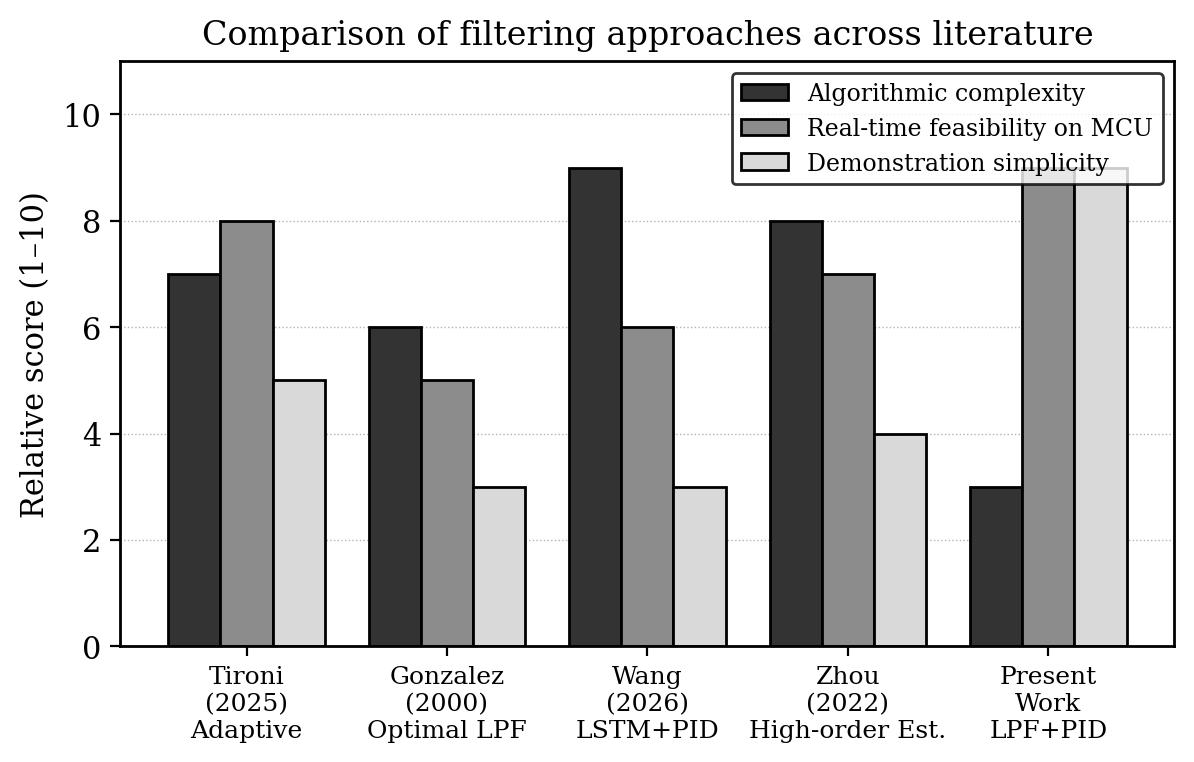 Comparison of filtering approaches across literature
Algorithmic complexity
Real-time feasibility on MCU
Demonstration simplicity
Relative score (1–10)
10
8
6
4
2
0
Tironi
(2025)
Adaptive
Gonzalez
(2000)
Optimal LPF
Wang
(2026)
LSTM+PID
Zhou
(2022)
High-order Est.
Present
Work
LPF+PID